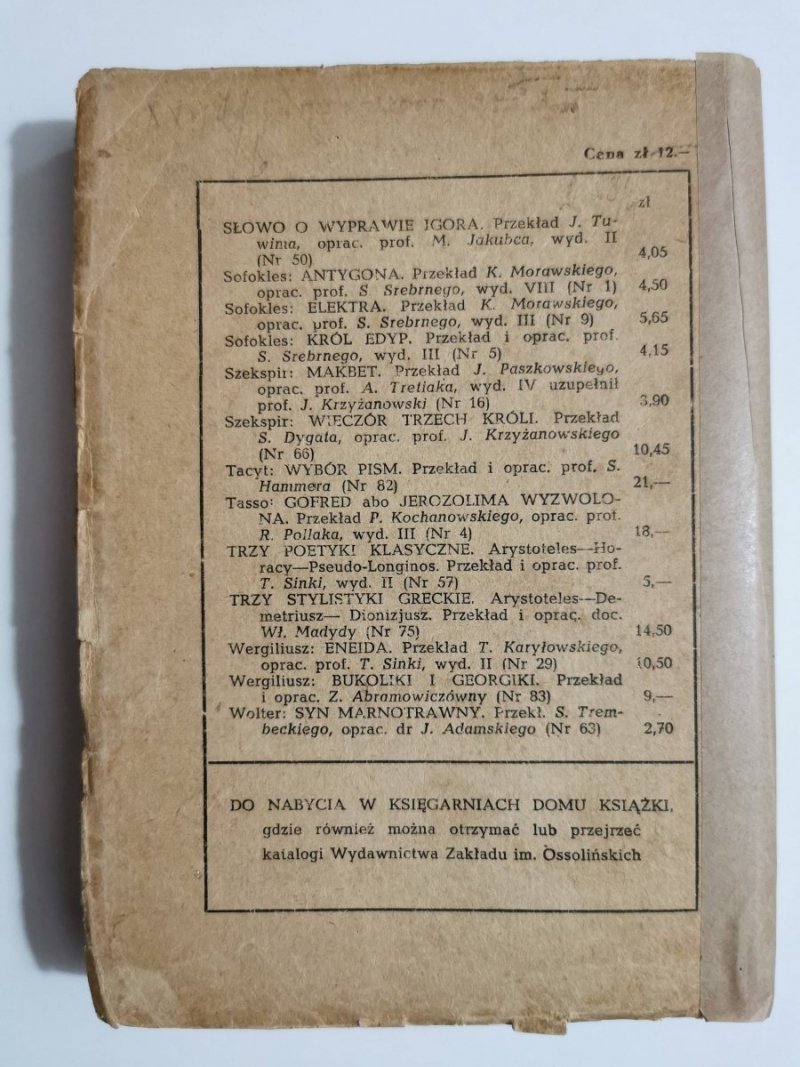 Cena zł 12.—
zł
SŁOWO O WYPRAWIE IGORA. Przekład J. Tu-
wima, oprac. prof. M. Jakubca, wyd. II
(Nr 50) 4,05
Sofokles: ANTYGONA. Przekład K. Morawskiego,
oprac. prof. S. Srebrnego, wyd. VIII (Nr 1) 4,50
Sofokles: ELEKTRA. Przekład K. Morawskiego,
oprac. prof. S. Srebrnego, wyd. III (Nr 9) 5,65
Sofokles: KRÓL EDYP. Przekład i oprac. prof.
S. Srebrnego, wyd. III (Nr 5) 4,15
Szekspir: MAKBET. Przekład J. Paszkowskiego,
oprac. prof. A. Tretiaka, wyd. IV uzupełnił
prof. J. Krzyżanowski (Nr 16) 3,90
Szekspir: WIECZÓR TRZECH KRÓLI. Przekład
S. Dygata, oprac. prof. J. Krzyżanowskiego
(Nr 66) 10,45
Tacyt: WYBÓR PISM. Przekład i oprac. prof. S.
Hammera (Nr 82) 21,—
Tasso: GOFRED abo JEROZOLIMA WYZWOLO-
NA. Przekład P. Kochanowskiego, oprac. prof.
R. Pollaka, wyd. III (Nr 4) 18,—
TRZY POETYKI KLASYCZNE. Arystoteles—Ho-
racy—Pseudo-Longinos. Przekład i oprac. prof.
T. Sinki, wyd. II (Nr 57) 5,—
TRZY STYLISTYKI GRECKIE. Arystoteles—De-
metriusz— Dionizjusz. Przekład i oprac. doc.
Wł. Madydy (Nr 75) 14,50
Wergiliusz: ENEIDA. Przekład T. Karyłowskiego,
oprac. prof. T. Sinki, wyd. II (Nr 29) 10,50
Wergiliusz: BUKOLIKI I GEORGIKI. Przekład
i oprac. Z. Abramowiczówny (Nr 83) 9,—
Wolter: SYN MARNOTRAWNY. Przekł. S. Trem-
beckiego, oprac. dr J. Adamskiego (Nr 63) 2,70
DO NABYCIA W KSIĘGARNIACH DOMU KSIĄŻKI,
gdzie również można otrzymać lub przejrzeć
katalogi Wydawnictwa Zakładu im. Ossolińskich